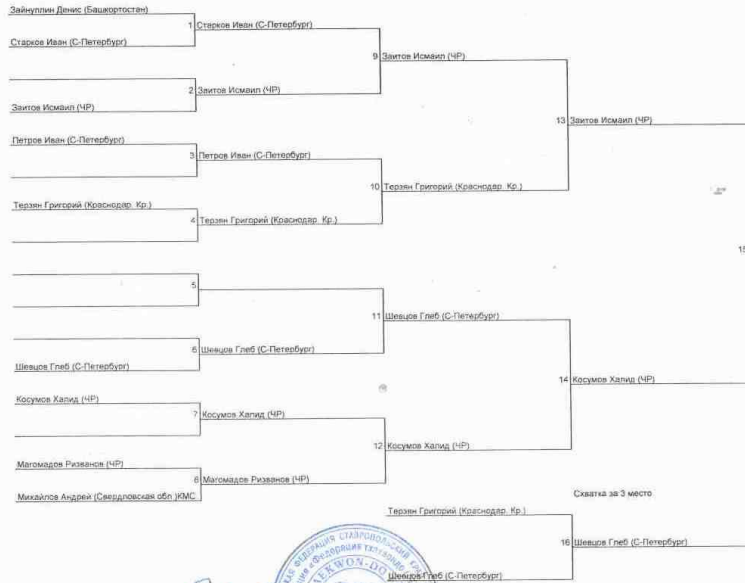 Зайнуллин Денис (Башкортостан)
1 Старков Иван (С-Петербург)
Старков Иван (С-Петербург)
9 Заитов Исмаил (ЧР)
2 Заитов Исмаил (ЧР)
Заитов Исмаил (ЧР)
13 Заитов Исмаил (ЧР)
Петров Иван (С-Петербург)
3 Петров Иван (С-Петербург)
10 Терзян Григорий (Краснодар. Кр.)
Терзян Григорий (Краснодар. Кр.)
4 Терзян Григорий (Краснодар. Кр.)
15
5
11 Шевцов Глеб (С-Петербург)
6 Шевцов Глеб (С-Петербург)
Шевцов Глеб (С-Петербург)
14 Косумов Халид (ЧР)
Косумов Халид (ЧР)
7 Косумов Халид (ЧР)
12 Косумов Халид (ЧР)
Магомадов Ризванов (ЧР)
8 Магомадов Ризванов (ЧР)
Михайлов Андрей (Свердловская обл )КМС
Схватка за 3 место
Терзян Григорий (Краснодар. Кр.)
16 Шевцов Глеб (С-Петербург)
Шевцов Глеб (С-Петербург)
ФЕДЕРАЦИЯ СТАВРОПОЛЬСКИЙ
«Федерация
TAEKWON-DO